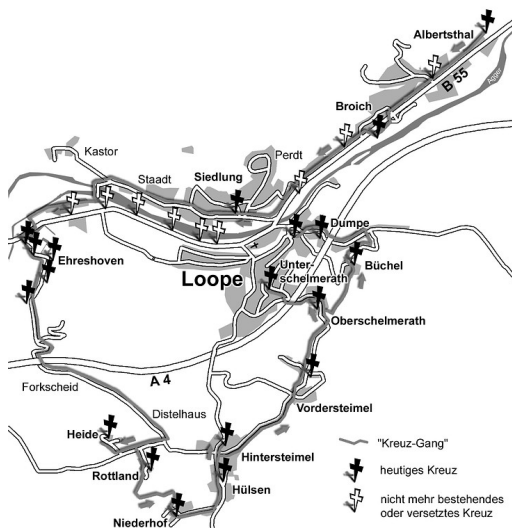 Albertsthal
B 55
Agger
Broich
Kastor
Perdt
Staadt
Siedlung
Dumpe
Ehreshoven
Unter-
schelmerath
Büchel
Loope
Oberschelmerath
A 4
Forkscheid
Vordersteimel
Distelhaus
Heide
Hintersteimel
Rottland
Hülsen
Niederhof
"Kreuz-Gang"
heutiges Kreuz
nicht mehr bestehendes
oder versetztes Kreuz